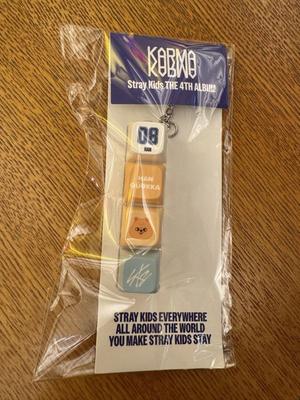 KARMA
Stray Kids THE 4TH ALBUM
08
HAN
HAN
QUOKKA
STRAY KIDS EVERYWHERE
ALL AROUND THE WORLD
YOU MAKE STRAY KIDS STAY